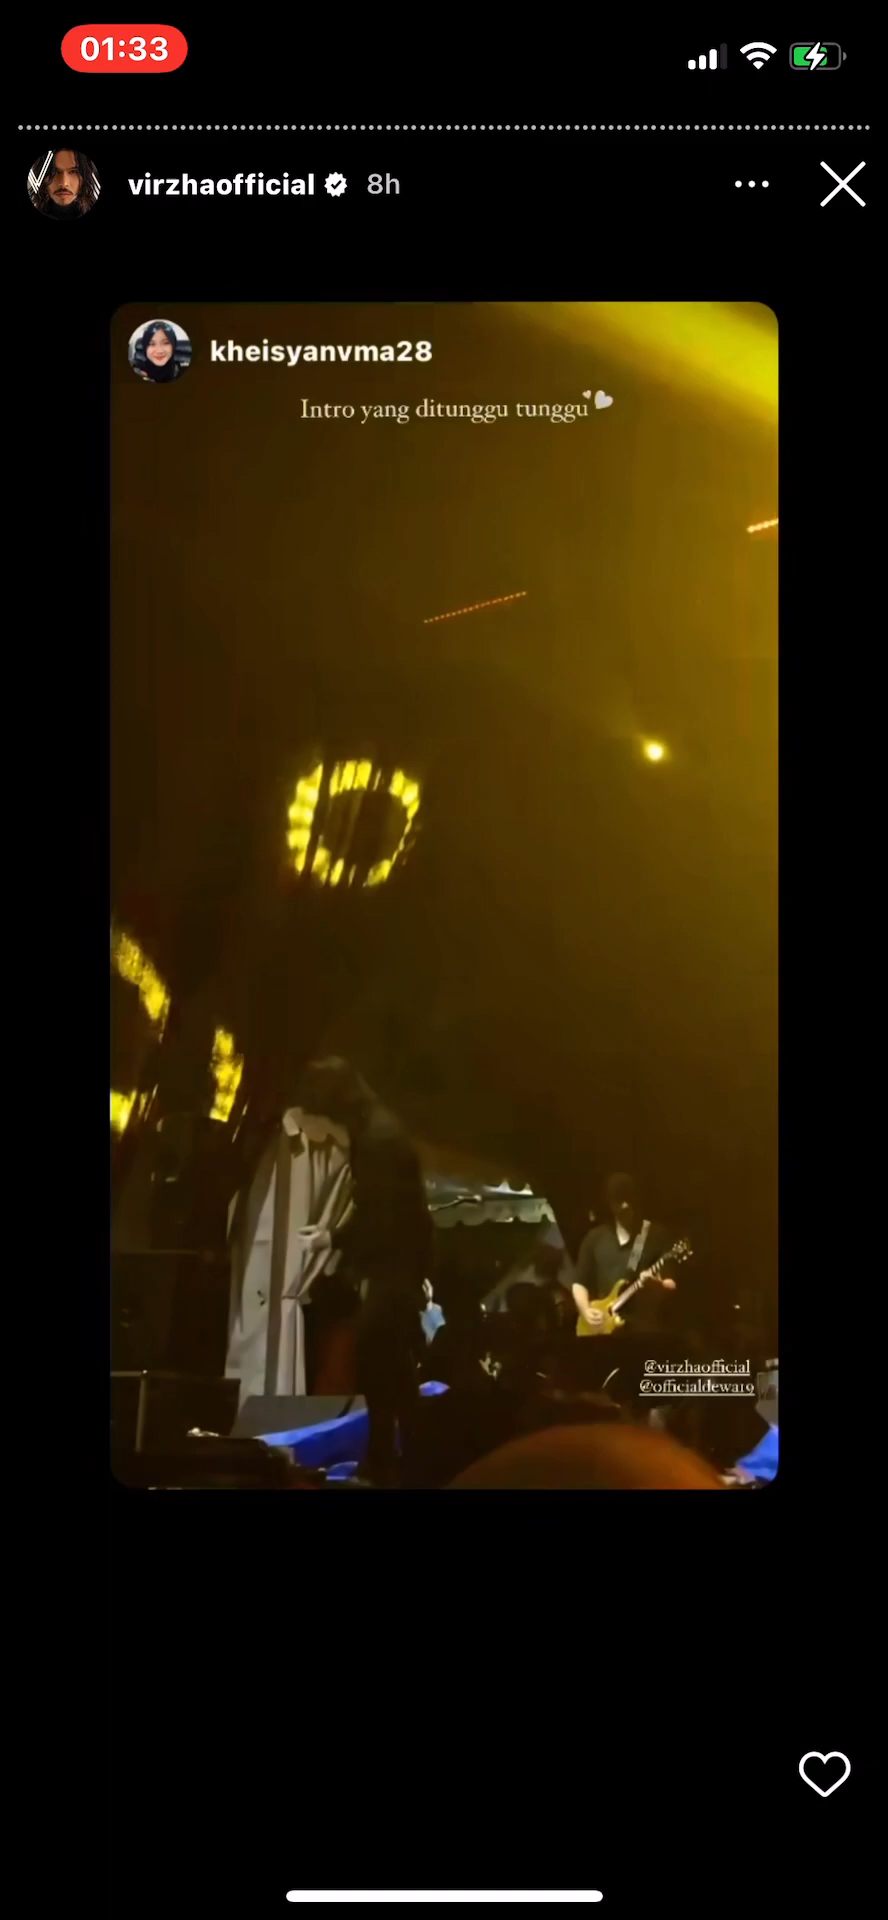 01:33
virzhaofficial 8h
kheisyanvma28
Intro yang ditunggu tunggu
@virzhaofficial
@officialdewa19